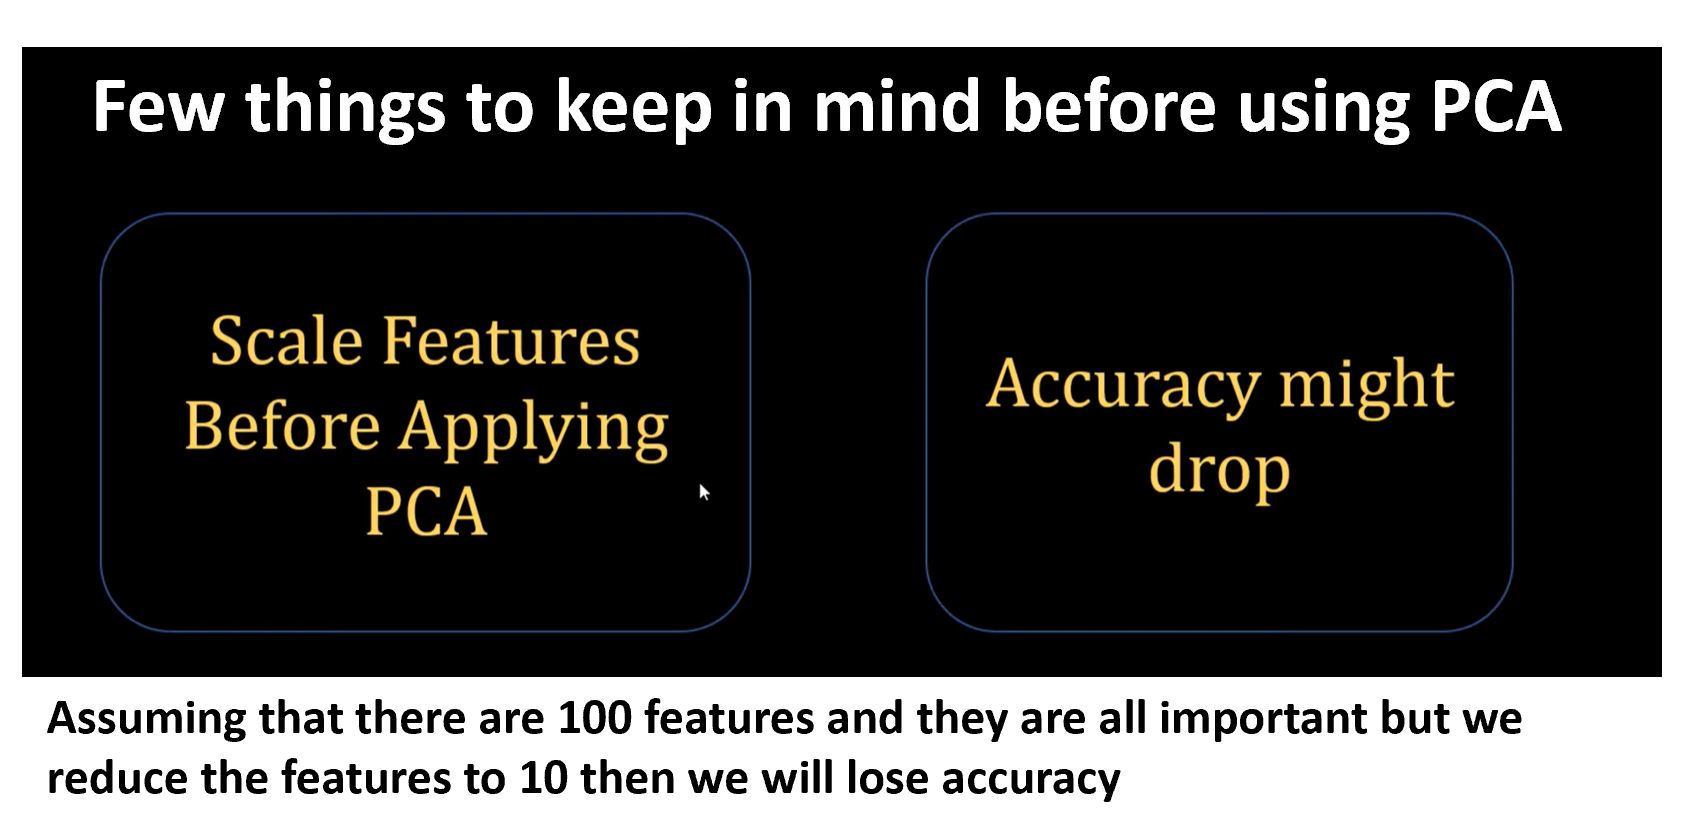 Few things to keep in mind before using PCA
Scale Features
Before Applying
PCA
Accuracy might
drop
Assuming that there are 100 features and they are all important but we
reduce the features to 10 then we will lose accuracy